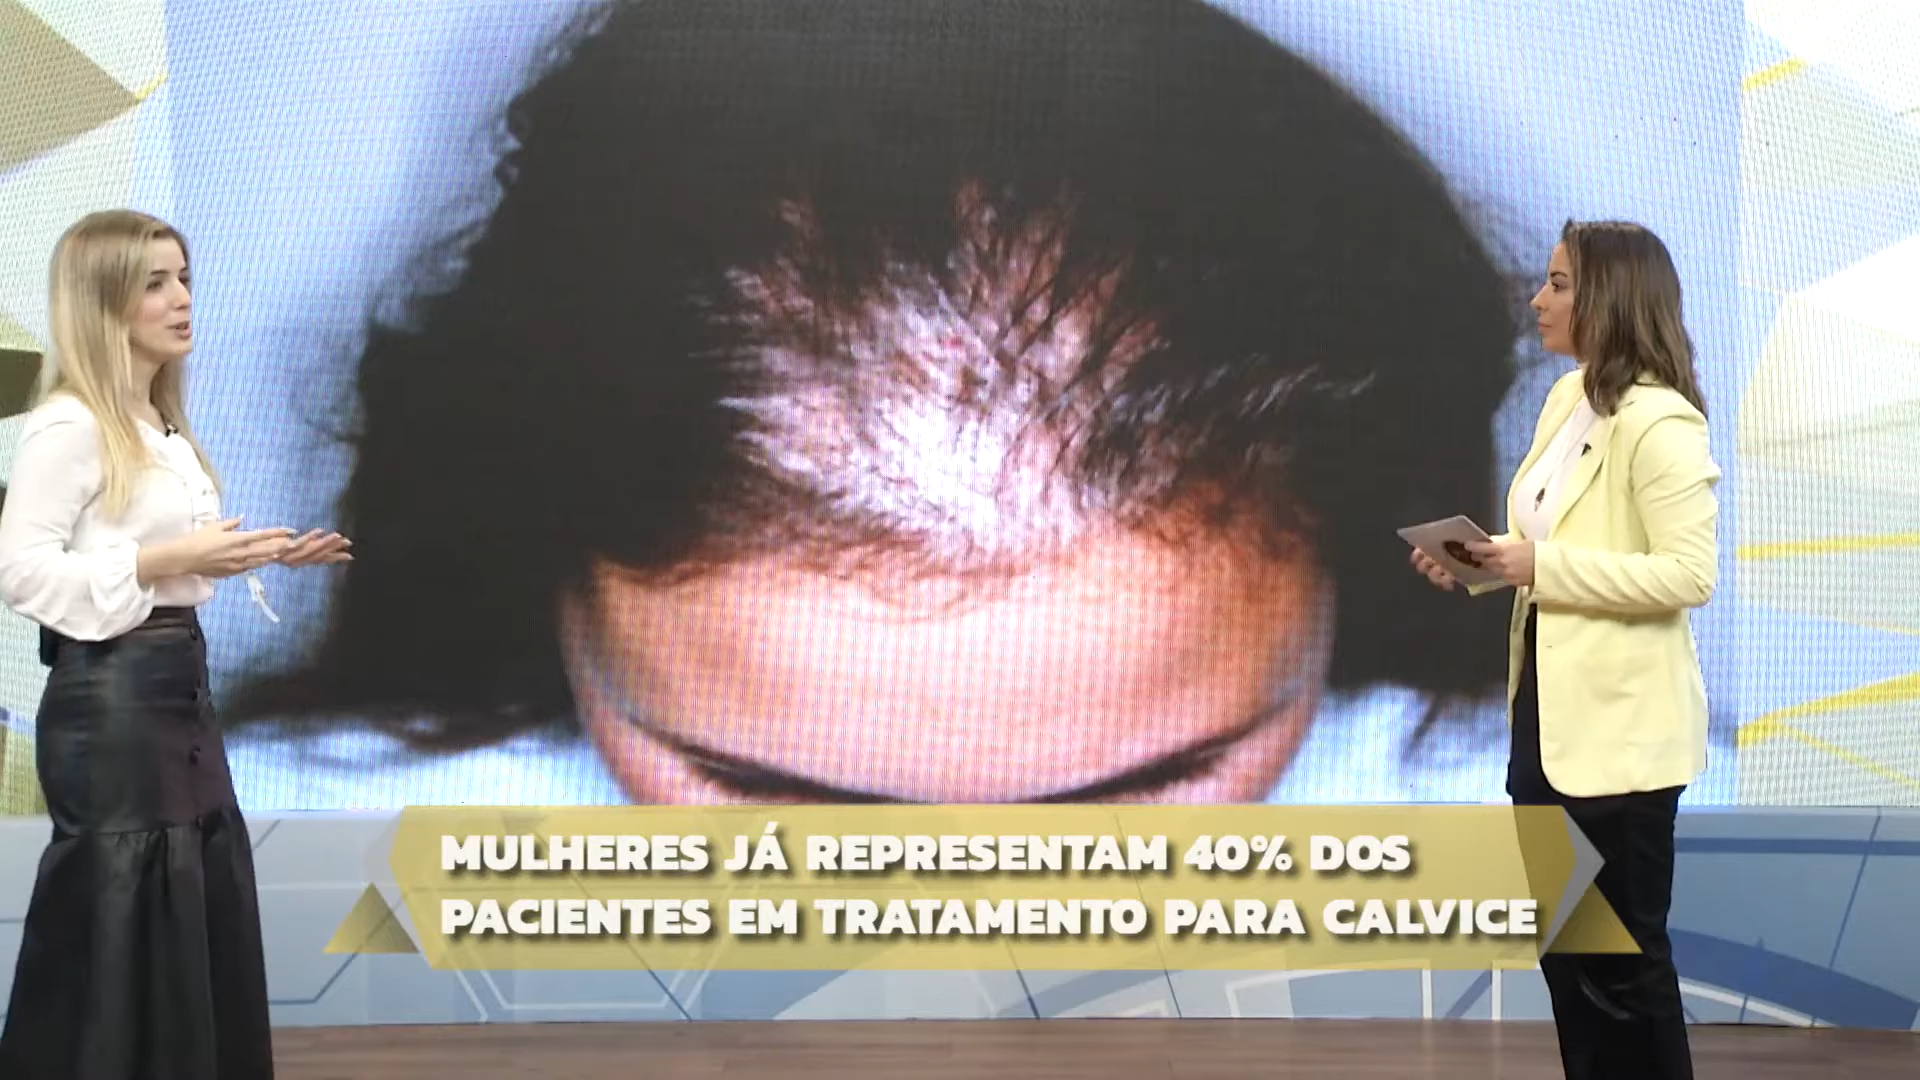 MULHERES JÁ REPRESENTAM 40% DOS
PACIENTES EM TRATAMENTO PARA CALVICE